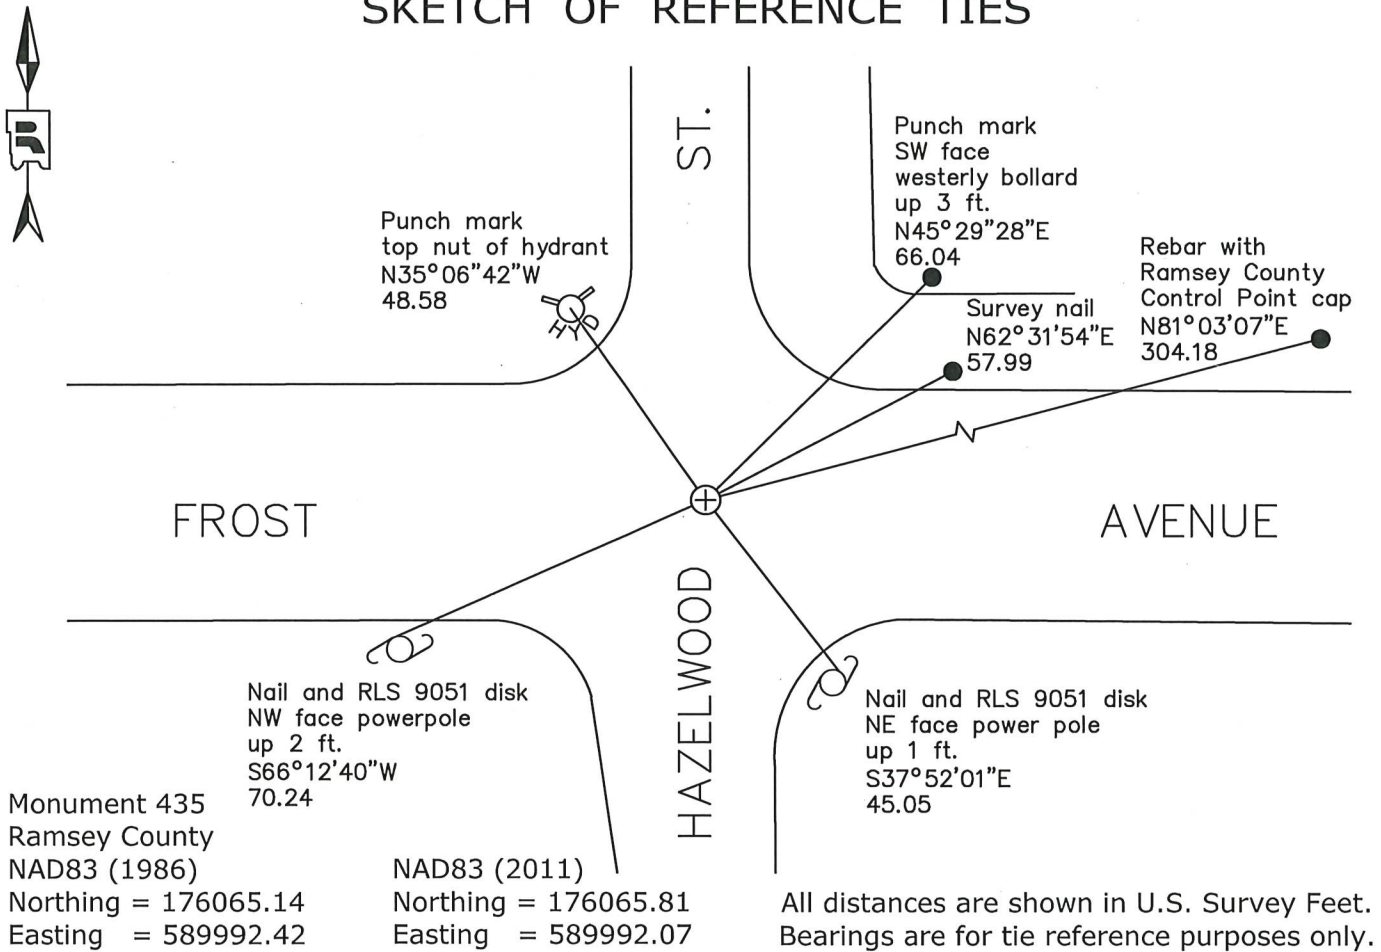 SKETCH OF REFERENCE TIES
R
ST.
Punch mark
SW face
westerly bollard
up 3 ft.
N45°29"28"E
66.04
Punch mark
top nut of hydrant
N35°06"42"W
48.58
HYD
Rebar with
Ramsey County
Control Point cap
N81°03'07"E
304.18
Survey nail
N62°31'54"E
57.99
FROST
AVENUE
HAZELWOOD
Nail and RLS 9051 disk
NW face powerpole
up 2 ft.
S66°12'40"W
70.24
Nail and RLS 9051 disk
NE face power pole
up 1 ft.
S37°52'01"E
45.05
Monument 435
Ramsey County
NAD83 (1986)
Northing = 176065.14
Easting = 589992.42
NAD83 (2011)
Northing = 176065.81
Easting = 589992.07
All distances are shown in U.S. Survey Feet.
Bearings are for tie reference purposes only.